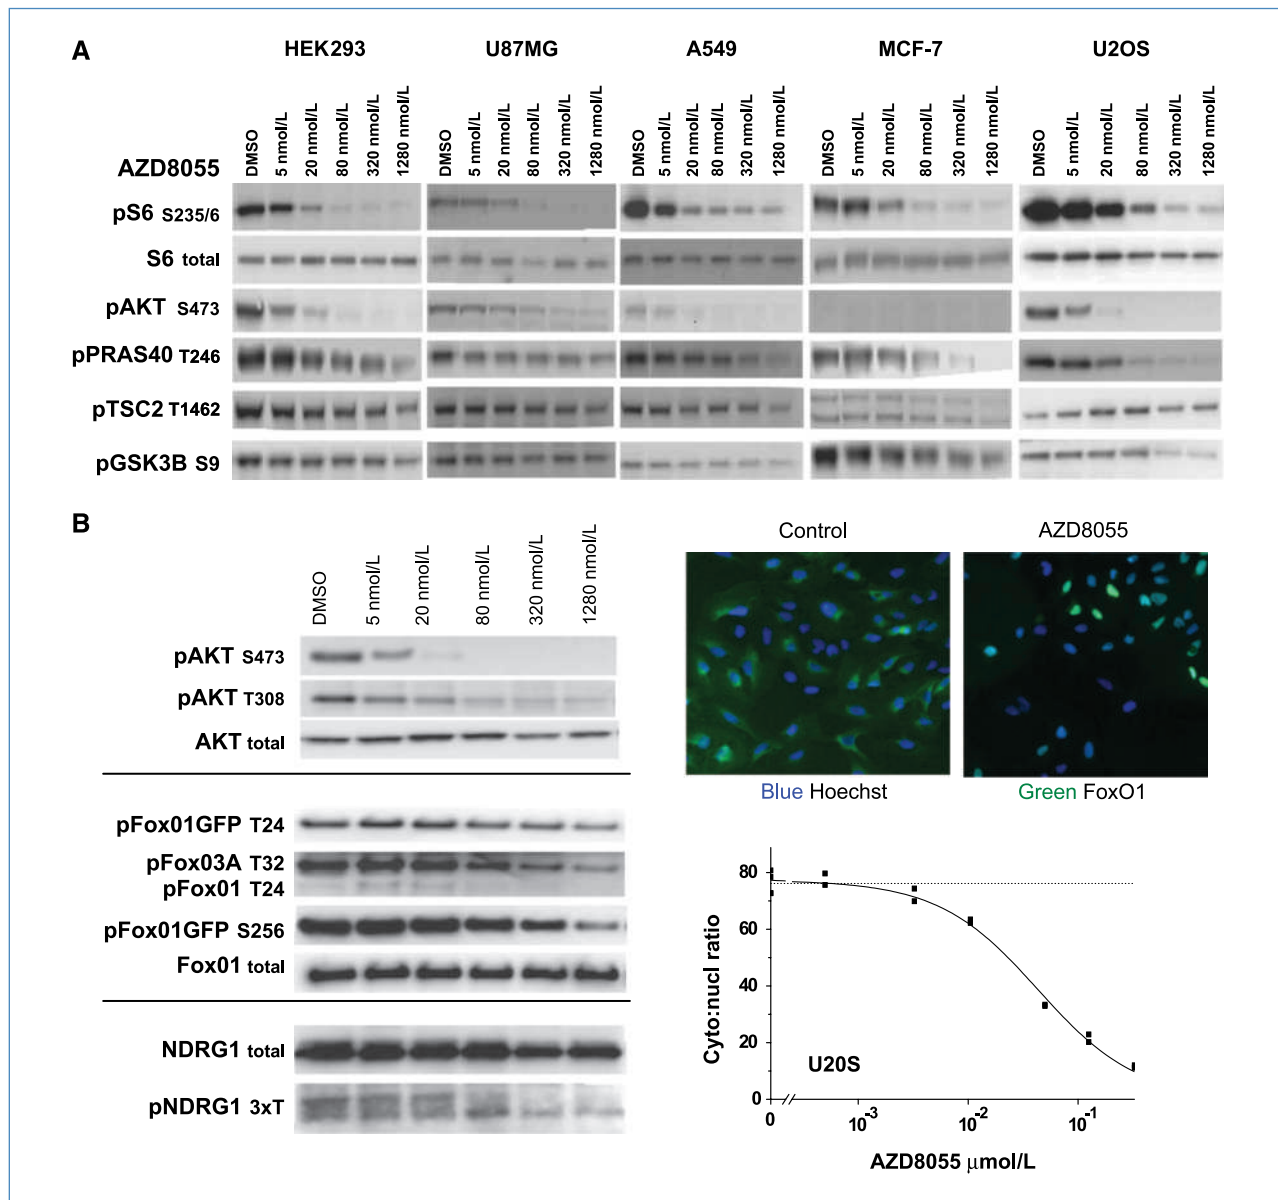 A
HEK293 U87MG A549 MCF-7 U2OS
AZD8055
DMSO 5 nmol/L 20 nmol/L 80 nmol/L 320 nmol/L 1280 nmol/L
DMSO 5 nmol/L 20 nmol/L 80 nmol/L 320 nmol/L 1280 nmol/L
DMSO 5 nmol/L 20 nmol/L 80 nmol/L 320 nmol/L 1280 nmol/L
DMSO 5 nmol/L 20 nmol/L 80 nmol/L 320 nmol/L 1280 nmol/L
DMSO 5 nmol/L 20 nmol/L 80 nmol/L 320 nmol/L 1280 nmol/L
pS6 S235/6
S6 total
pAKT S473
pPRAS40 T246
pTSC2 T1462
pGSK3B S9
B
DMSO 5 nmol/L 20 nmol/L 80 nmol/L 320 nmol/L 1280 nmol/L
pAKT S473
pAKT T308
AKT total
pFox01GFP T24
pFox03A T32
pFox01 T24
pFox01GFP S256
Fox01 total
NDRG1 total
pNDRG1 3xT
Control AZD8055
Blue Hoechst Green FoxO1
Cyto:nucl ratio
80
60
40
20
0
U20S
0 10-3 10-2 10-1
AZD8055 μmol/L